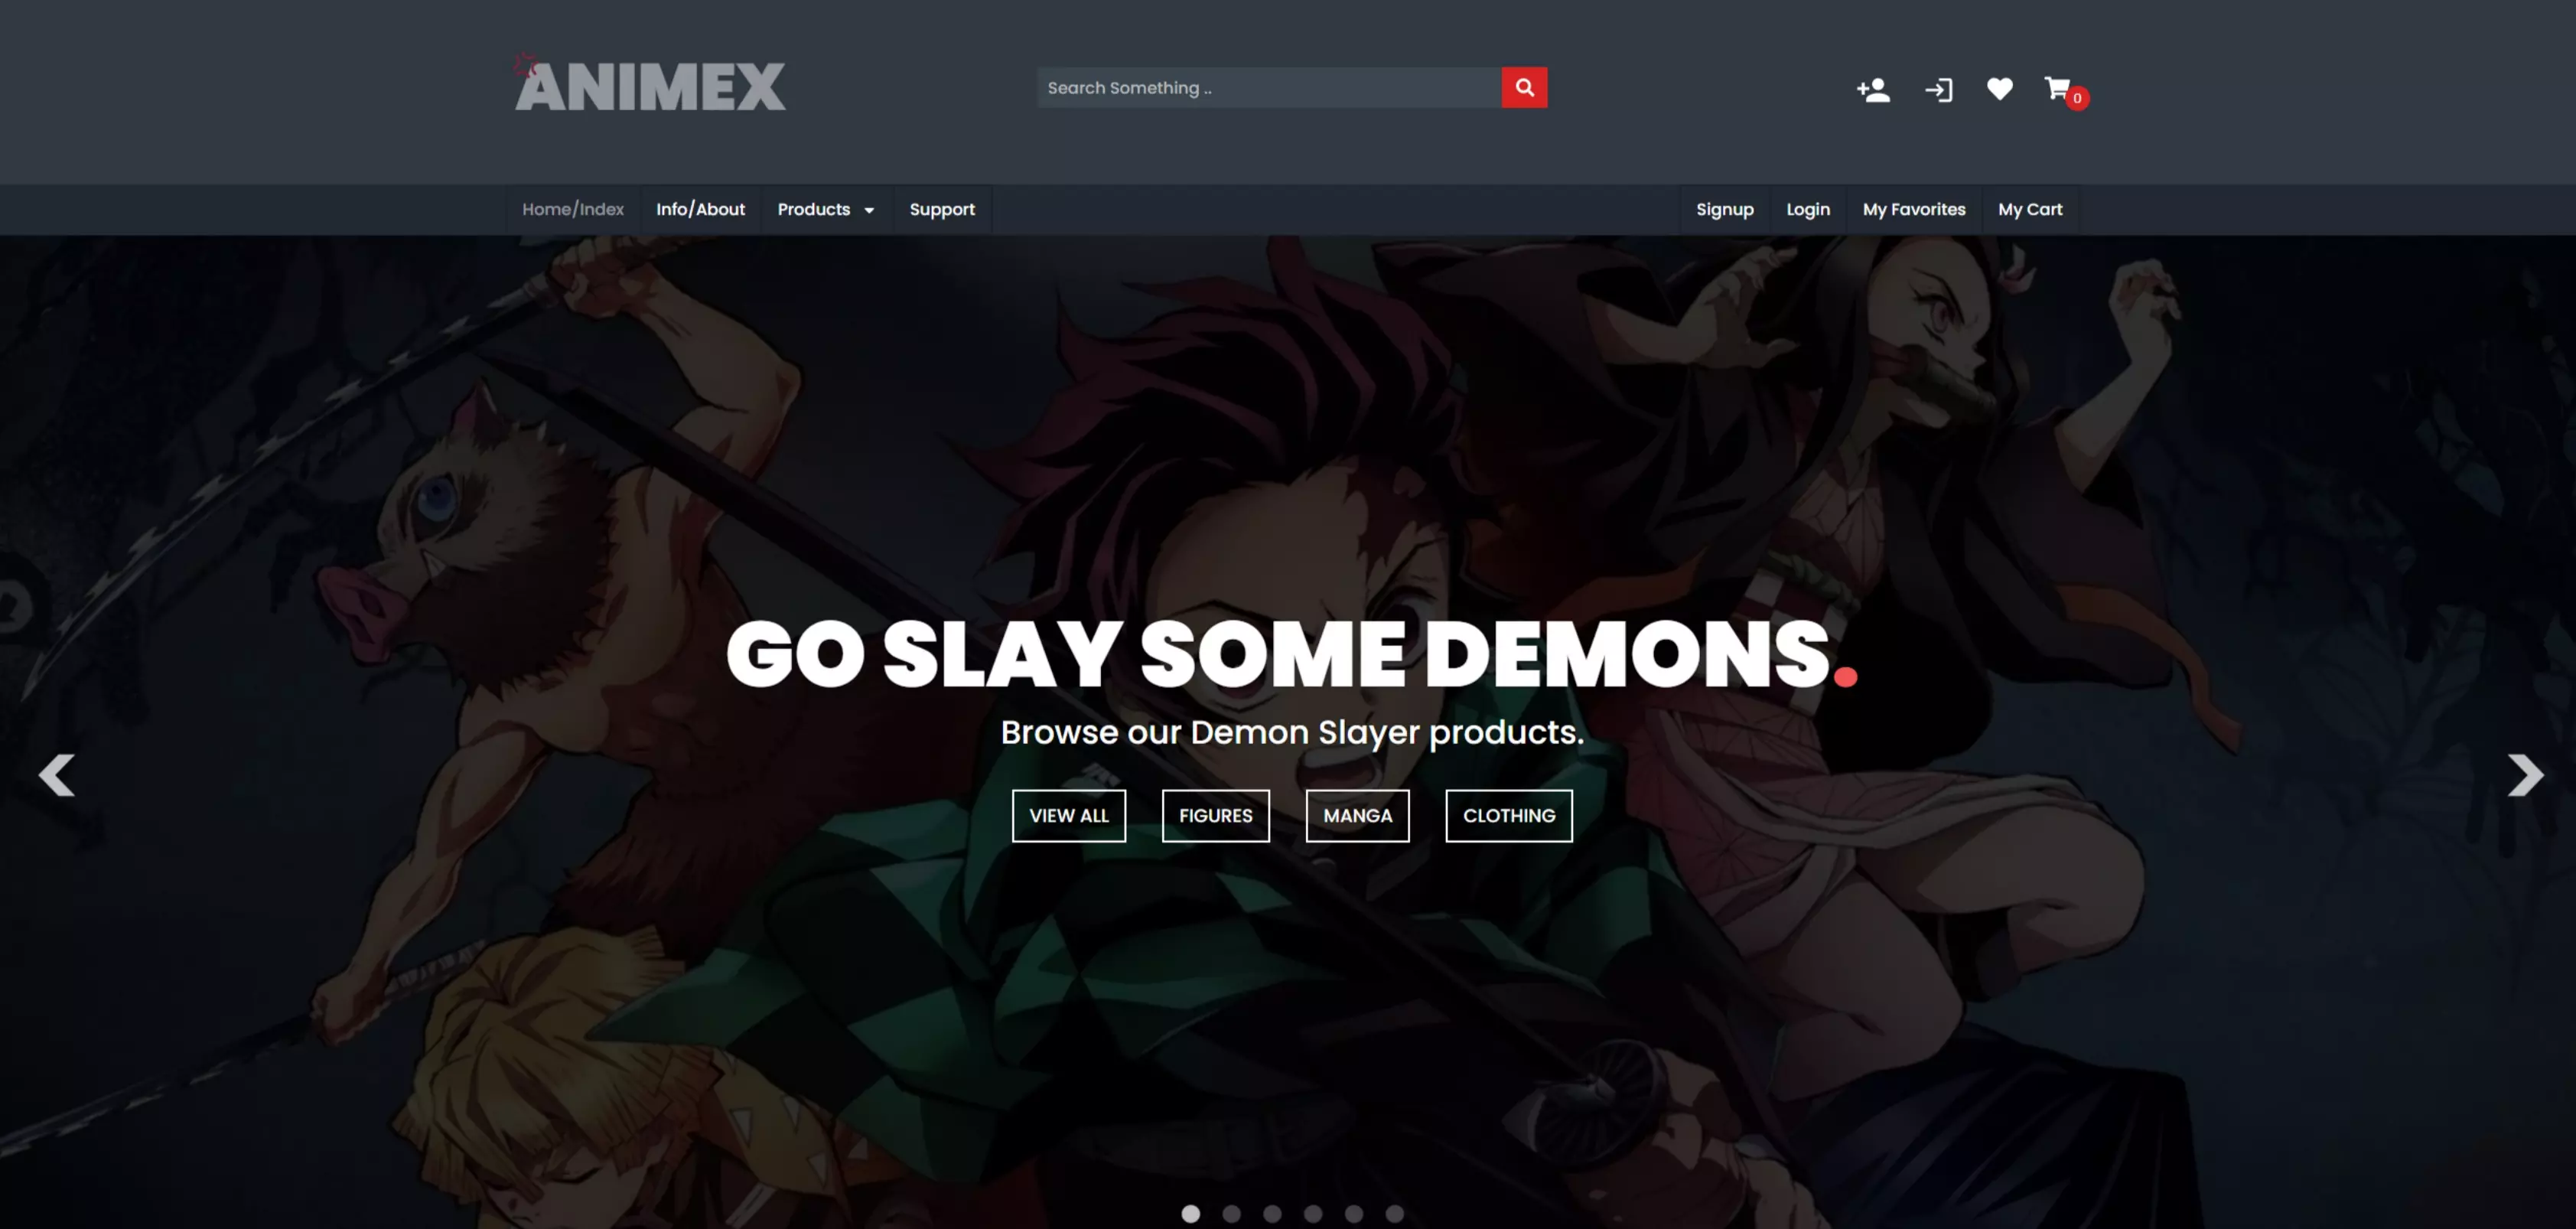 ANIMEX
Search Something ..
0
Home/Index
Info/About
Products
Support
Signup
Login
My Favorites
My Cart
GO SLAY SOME DEMONS.
Browse our Demon Slayer products.
VIEW ALL
FIGURES
MANGA
CLOTHING